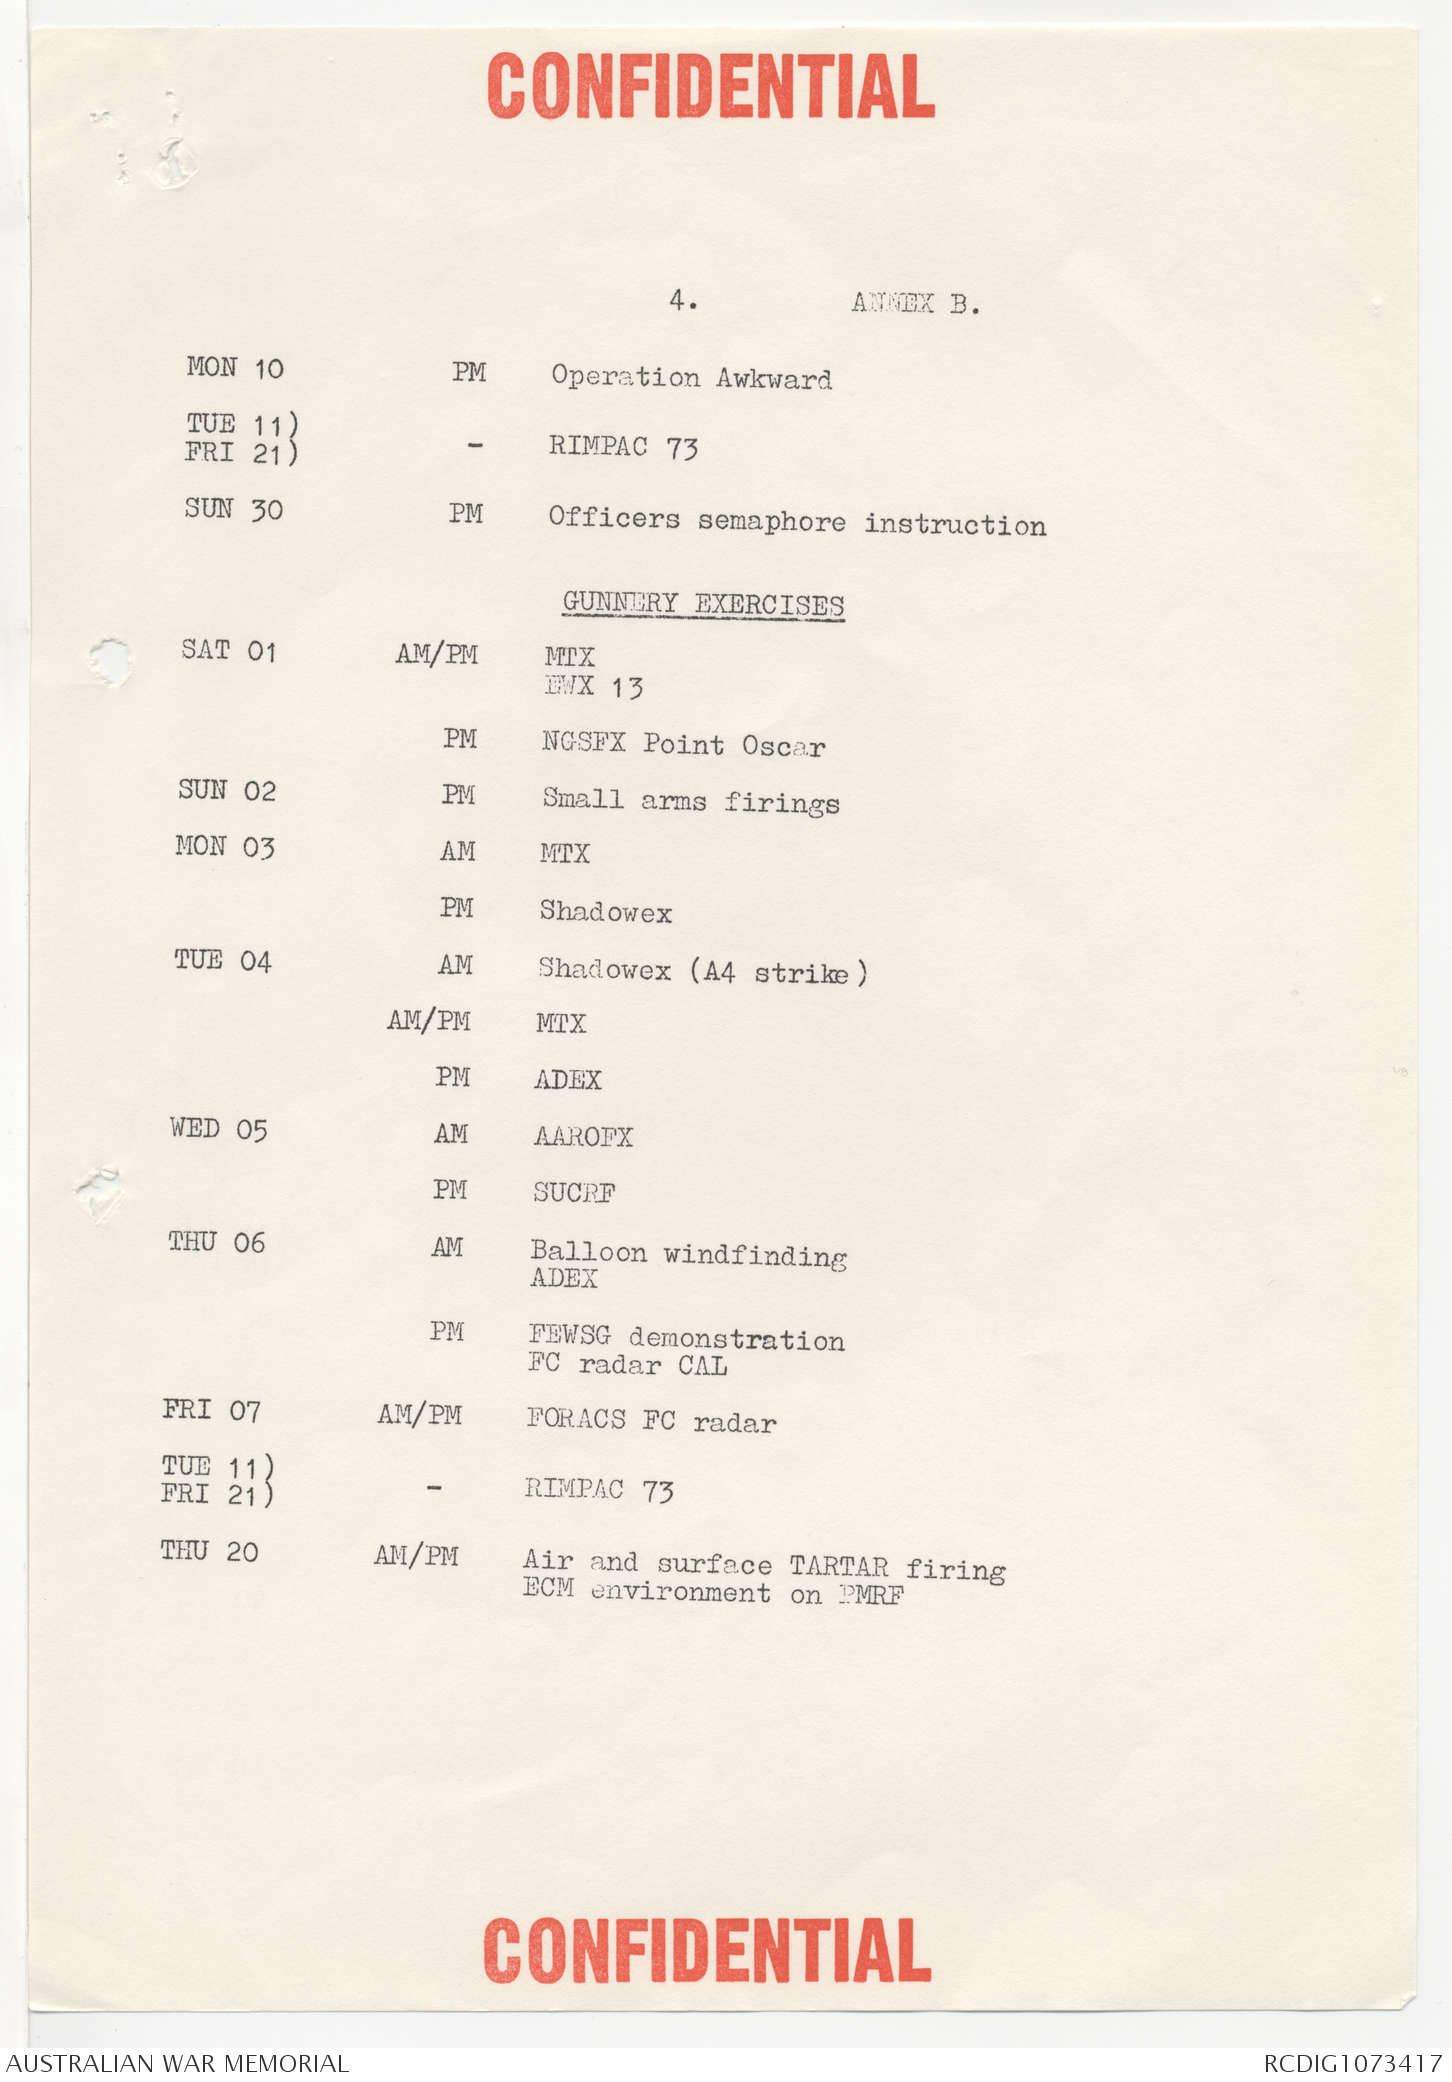 CONFIDENTIAL
4. ANNEX B.
MON 10 PM Operation Awkward
TUE 11)
FRI 21) - RIMPAC 73
SUN 30 PM Officers semaphore instruction
GUNNERY EXERCISES
SAT 01 AM/PM MTX
EWX 13
PM NGSFX Point Oscar
SUN 02 PM Small arms firings
MON 03 AM MTX
PM Shadowex
TUE 04 AM Shadowex (A4 strike)
AM/PM MTX
PM ADEX
WED 05 AM AAROFX
PM SUCRF
THU 06 AM Balloon windfinding
ADEX
PM FEWSG demonstration
FC radar CAL
FRI 07 AM/PM FORACS FC radar
TUE 11)
FRI 21) - RIMPAC 73
THU 20 AM/PM Air and surface TARTAR firing
ECM environment on PMRF
CONFIDENTIAL
AUSTRALIAN WAR MEMORIAL RCDIG1073417